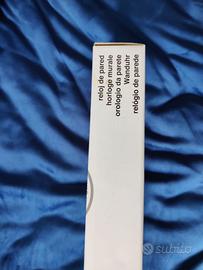 reloj de pared
horloge murale
orologio da parete
Wanduhr
relógio de parede
subito